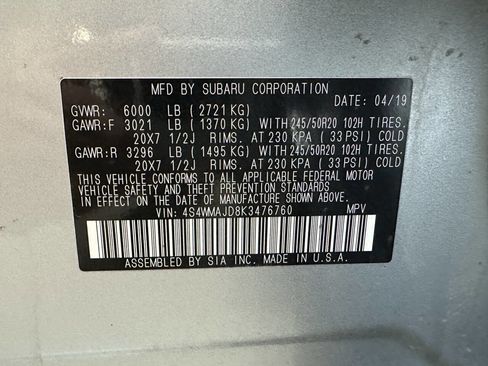 MFD BY SUBARU CORPORATION
DATE: 04/19
GVWR: 6000 LB ( 2721 KG)
GAWR:F 3021 LB ( 1370 KG) WITH 245/50R20 102H TIRES.
20X7 1/2J RIMS. AT 230 KPA ( 33 PSI) COLD
GAWR:R 3296 LB ( 1495 KG) WITH 245/50R20 102H TIRES.
20X7 1/2J RIMS. AT 230 KPA ( 33 PSI) COLD
THIS VEHICLE CONFORMS TO ALL APPLICABLE FEDERAL MOTOR
VEHICLE SAFETY AND THEFT PREVENTION STANDARDS
IN EFFECT ON THE DATE OF MANUFACTURE SHOWN ABOVE.
VIN: 4S4WMAJD8K3476760 MPV
ASSEMBLED BY SIA INC. MADE IN U.S.A.